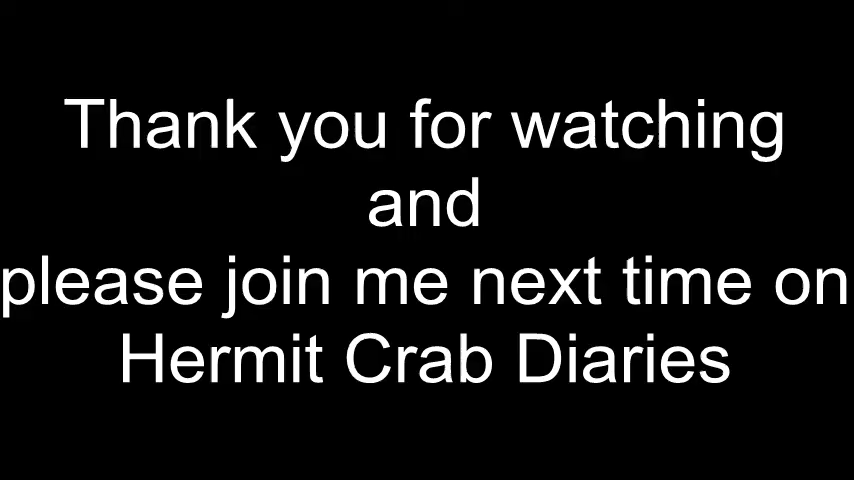 Thank you for watching
and
please join me next time on
Hermit Crab Diaries